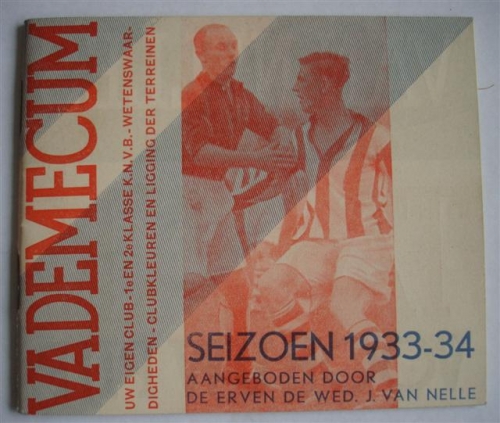 VADEMECUM
UW EIGEN CLUB - 1e EN 2e KLASSE K.N.V.B. - WETENSWAAR-
DIGHEDEN - CLUBKLEUREN EN LIGGING DER TERREINEN
SEIZOEN 1933-34
AANGEBODEN DOOR
DE ERVEN DE WED. J. VAN NELLE